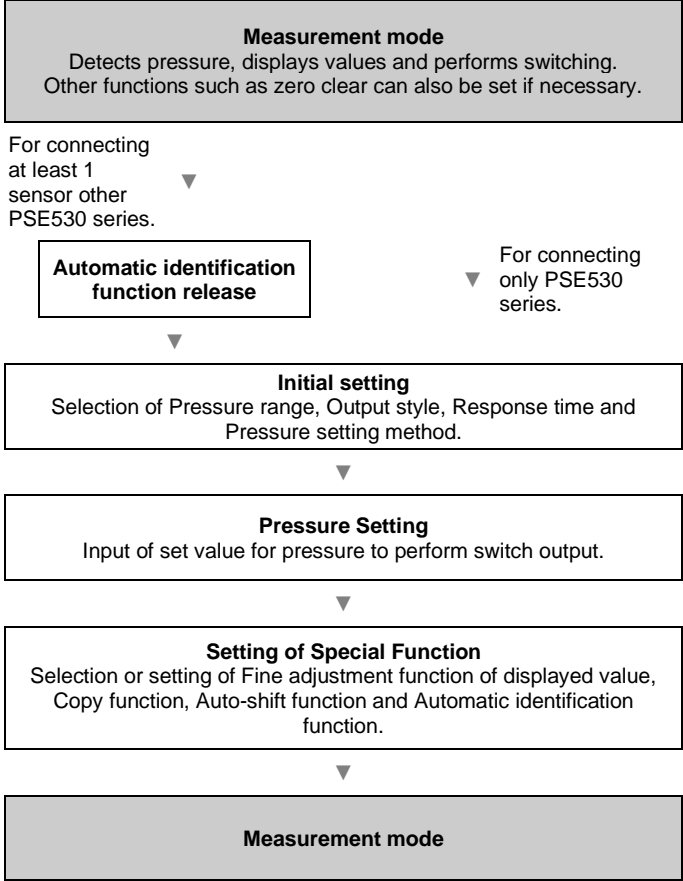 Measurement mode
Detects pressure, displays values and performs switching.
Other functions such as zero clear can also be set if necessary.
For connecting
at least 1
sensor other
PSE530 series.
Automatic identification
function release
For connecting
only PSE530
series.
Initial setting
Selection of Pressure range, Output style, Response time and
Pressure setting method.
Pressure Setting
Input of set value for pressure to perform switch output.
Setting of Special Function
Selection or setting of Fine adjustment function of displayed value,
Copy function, Auto-shift function and Automatic identification
function.
Measurement mode